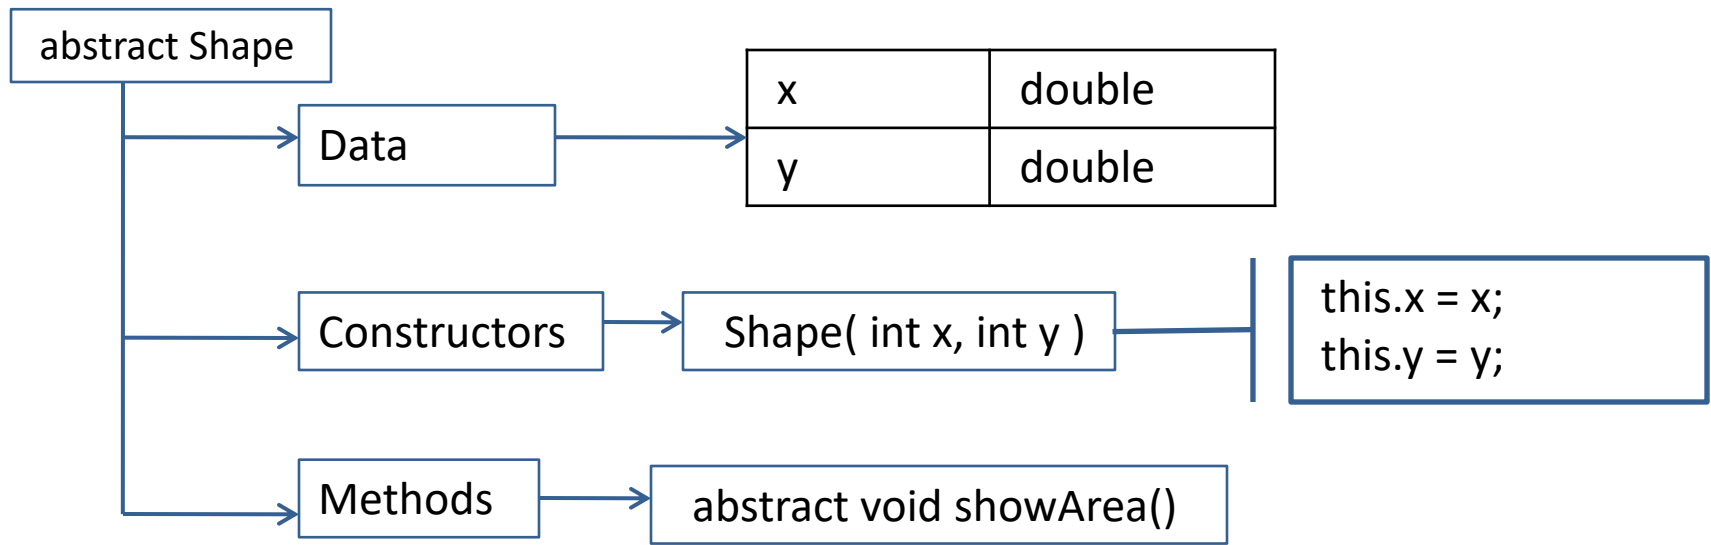 abstract Shape
Data
x double
y double
Constructors
Shape( int x, int y )
this.x = x;
this.y = y;
Methods
abstract void showArea()